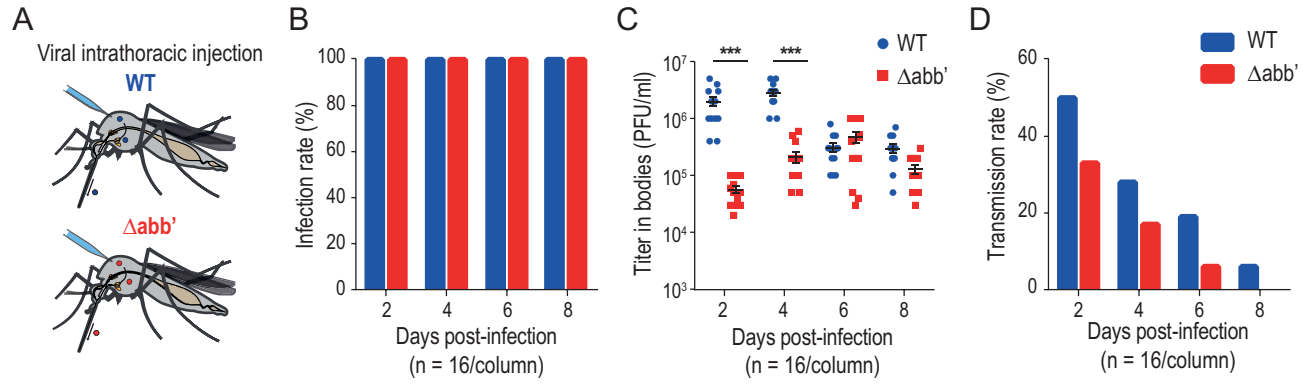 A
Viral intrathoracic injection
WT
Δabb’
B
Infection rate (%)
100
80
60
40
20
0
2 4 6 8
Days post-infection
(n = 16/column)
C
WT
Δabb’
Titer in bodies (PFU/ml)
*** ***
10⁷
10⁶
10⁵
10⁴
10³
2 4 6 8
Days post-infection
(n = 16/column)
D
WT
Δabb’
Transmission rate (%)
60
40
20
0
2 4 6 8
Days post-infection
(n = 16/column)